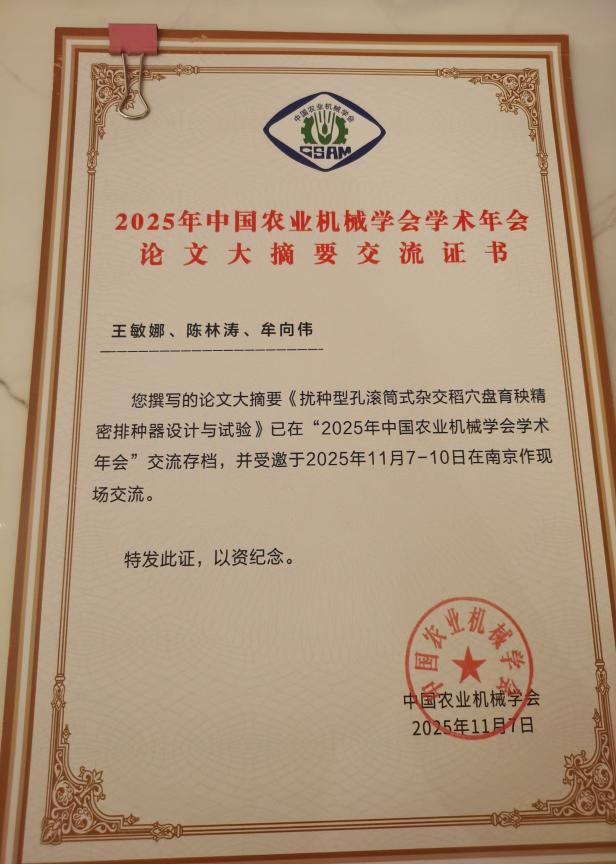 中国农业机械学会
CSAM
2025年中国农业机械学会学术年会
论文大摘要交流证书
王敏娜、陈林涛、牟向伟
您撰写的论文大摘要《扰种型孔滚筒式杂交稻穴盘育秧精
密排种器设计与试验》已在“2025年中国农业机械学会学术
年会”交流存档，并受邀于2025年11月7-10日在南京作现
场交流。
特发此证，以资纪念。
中国农业机械学会
中国农业机械学会
2025年11月7日